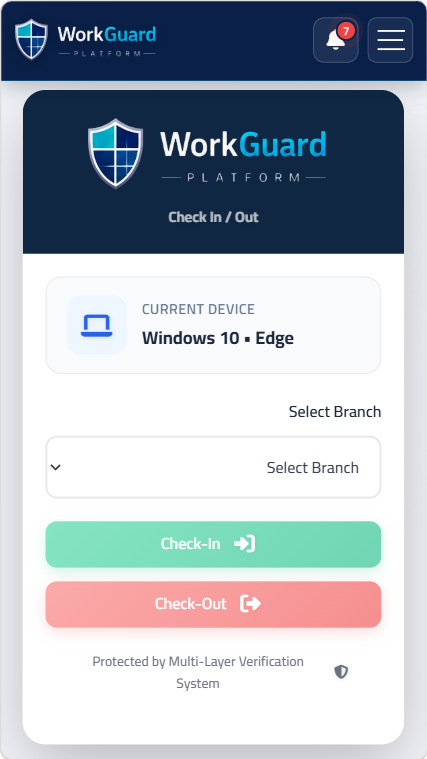 WorkGuard
PLATFORM
7
WorkGuard
PLATFORM
Check In / Out
CURRENT DEVICE
Windows 10 • Edge
Select Branch
Select Branch
Check-In
Check-Out
Protected by Multi-Layer Verification
System